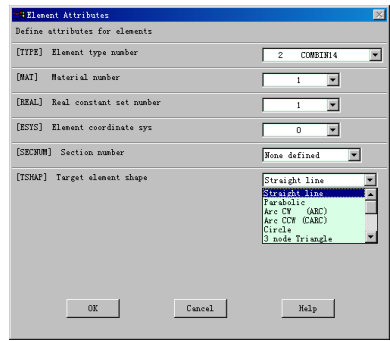 Element Attributes
Define attributes for elements
[TYPE] Element type number 2 COMBIN14
[MAT] Material number 1
[REAL] Real constant set number 1
[ESYS] Element coordinate sys 0
[SECNUM] Section number None defined
[TSHAP] Target element shape Straight line
Straight line
Parabolic
Arc CW (ARC)
Arc CCW (CARC)
Circle
3 node Triangle
OK Cancel Help